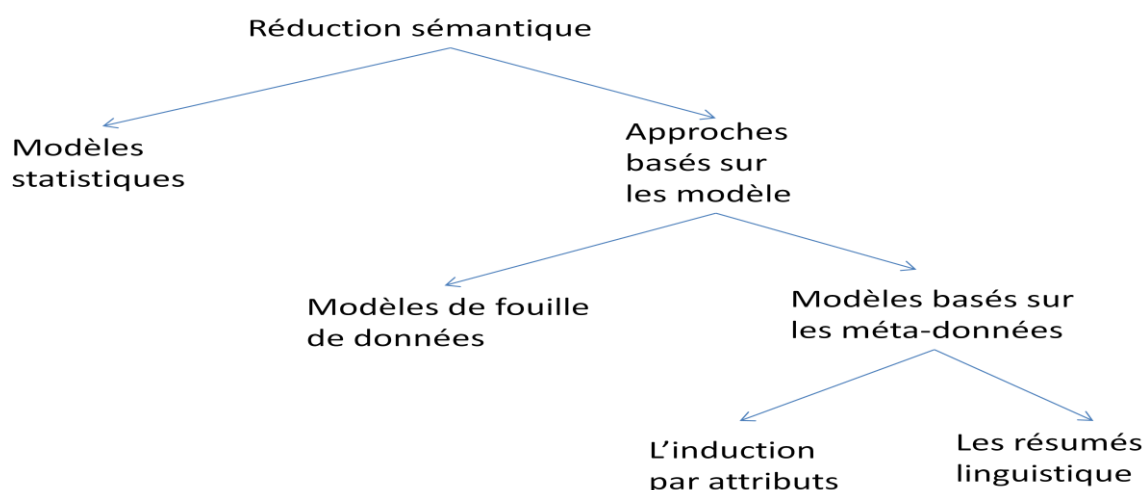 Réduction sémantique
Modèles
statistiques
Approches
basés sur
les modèle
Modèles de fouille
de données
Modèles basés sur
les méta-données
L'induction
par attributs
Les résumés
linguistique